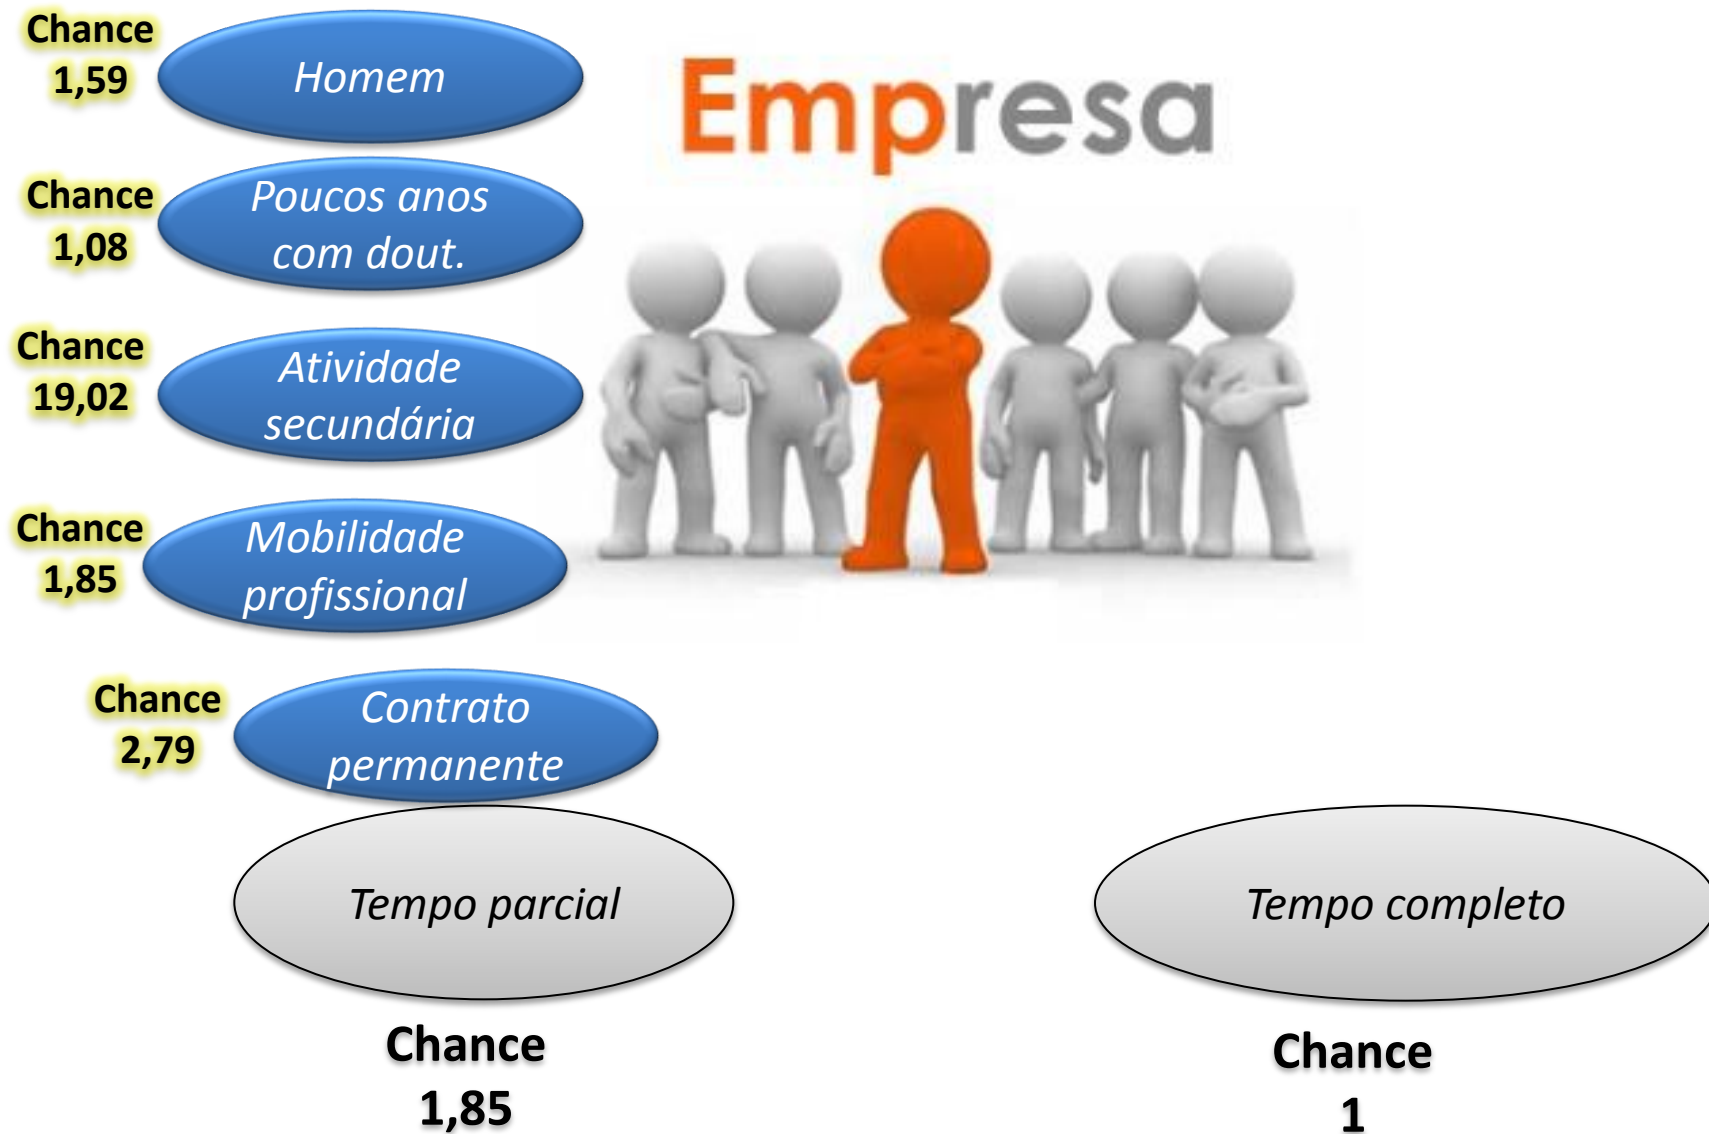 Empresa
Chance
1,59
Homem
Chance
1,08
Poucos anos
com dout.
Chance
19,02
Atividade
secundária
Chance
1,85
Mobilidade
profissional
Chance
2,79
Contrato
permanente
Tempo parcial
Chance
1,85
Tempo completo
Chance
1